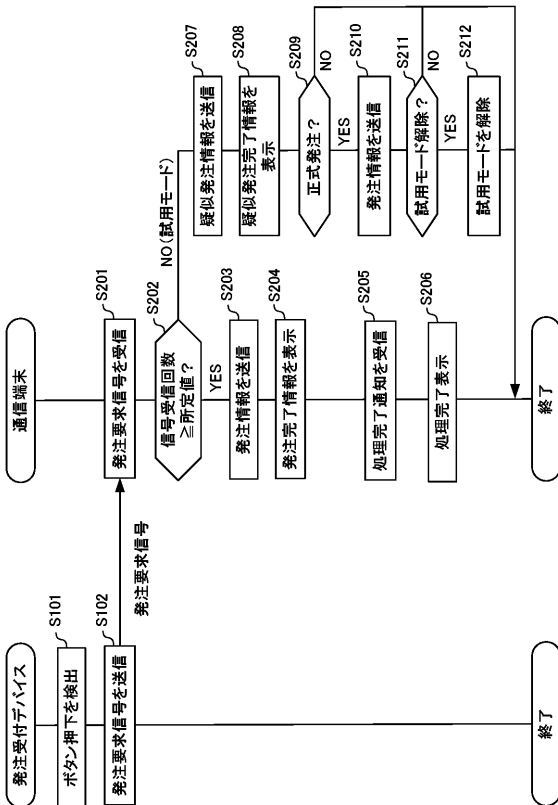 発注受付デバイス
ボタン押下を検出
S101
発注要求信号を送信
S102
終了
発注要求信号
通信端末
発注要求信号を受信
S201
信号受信回数
≧所定値？
S202
NO(試用モード)
YES
発注情報を送信
S203
発注完了情報を表示
S204
処理完了通知を受信
S205
処理完了表示
S206
終了
疑似発注情報を送信
S207
疑似発注完了情報を
表示
S208
正式発注？
S209
NO
YES
発注情報を送信
S210
試用モード解除？
S211
NO
YES
試用モードを解除
S212